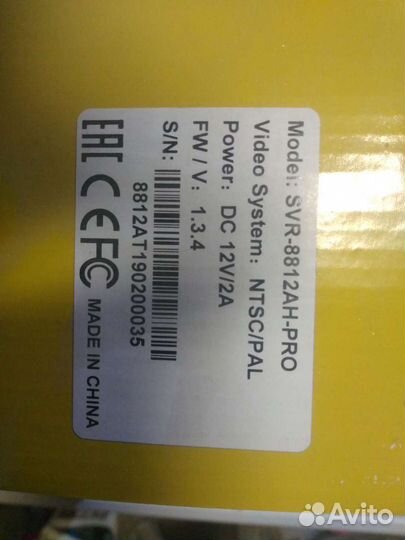 Model: SVR-8812AH-PRO
Video System: NTSC/PAL
Power: DC 12V/2A
FW / V: 1.3.4
S/N:
8812AT190200035
EAC CE FC MADE IN CHINA
Avito